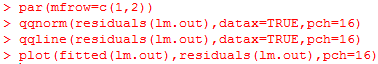 > par(mfrow=c(1,2))
> qqnorm(residuals(lm.out),datax=TRUE,pch=16)
> qqline(residuals(lm.out),datax=TRUE,pch=16)
> plot(fitted(lm.out),residuals(lm.out),pch=16)